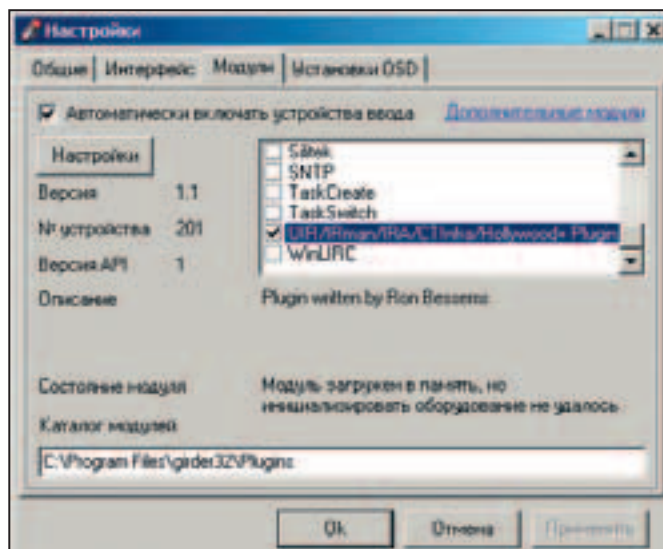 Настройки
Общие Интерфейс Модули Установки OSD
Автоматически включать устройства ввода Дополнительные модули
Настройки
SNTP
TaskCreate
TaskSwitch
UIR/IRman/IRA/CTInfra/Hollywood+ Plugin
WinLIRC
Версия 1.1
№ устройства 201
Версия API 1
Описание Plugin written by Ron Bessems
Состояние модуля Модуль загружен в память, но инициализировать оборудование не удалось
Каталог модулей
C:\Program Files\girder32\Plugins
Ok Отмена Применить